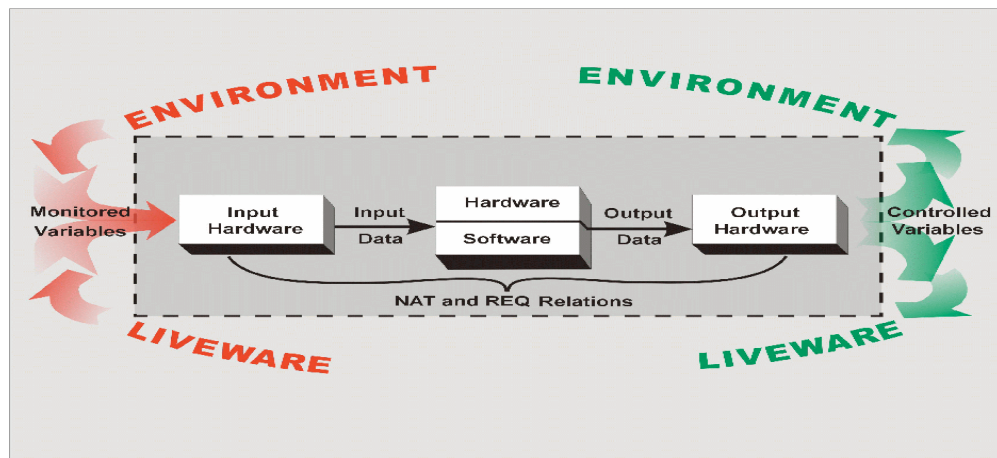 ENVIRONMENT
ENVIRONMENT
Monitored
Variables
Input
Hardware
Input
Data
Hardware
Software
Output
Data
Output
Hardware
Controlled
Variables
NAT and REQ Relations
LIVEWARE
LIVEWARE